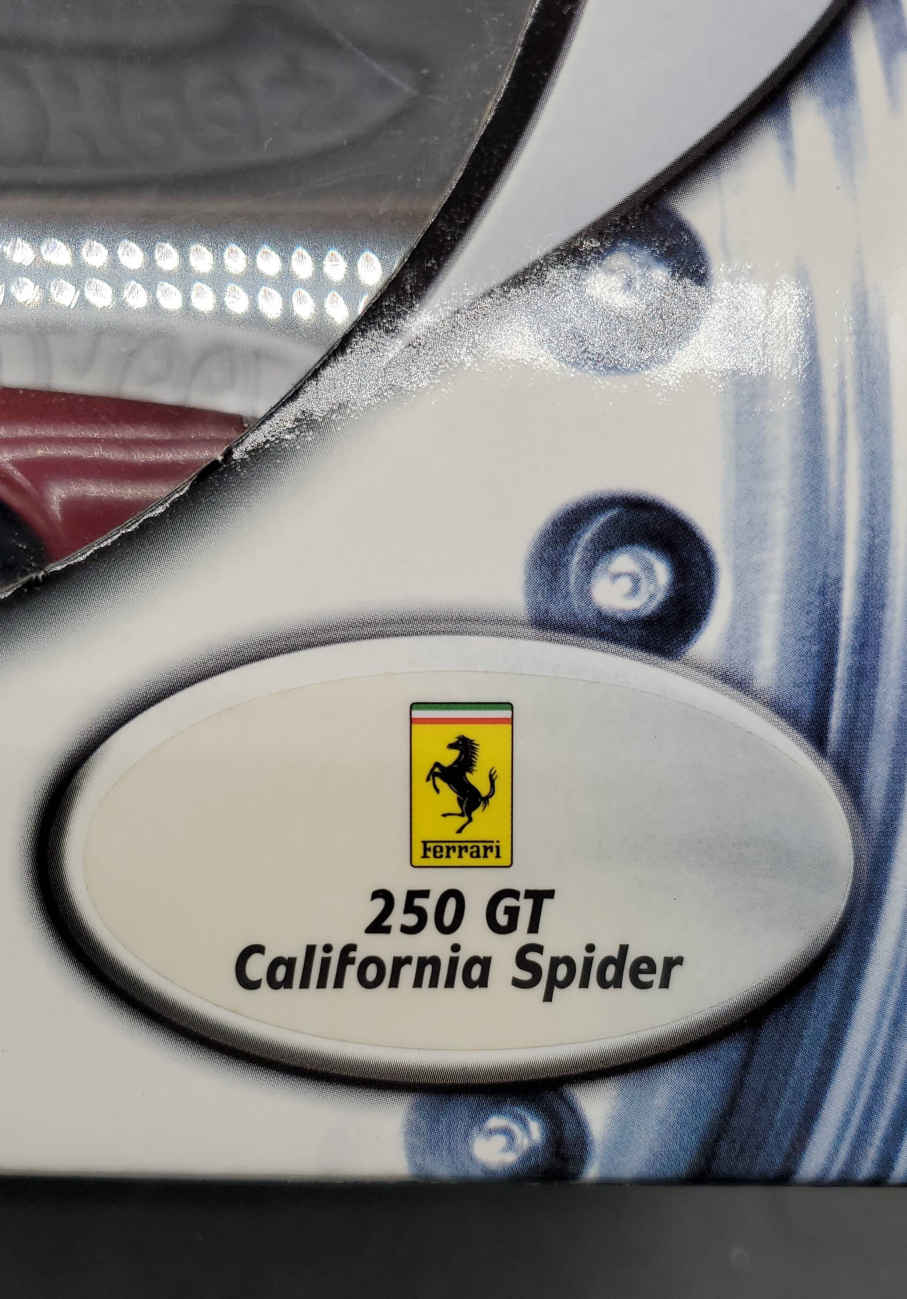 Ferrari
250 GT
California Spider